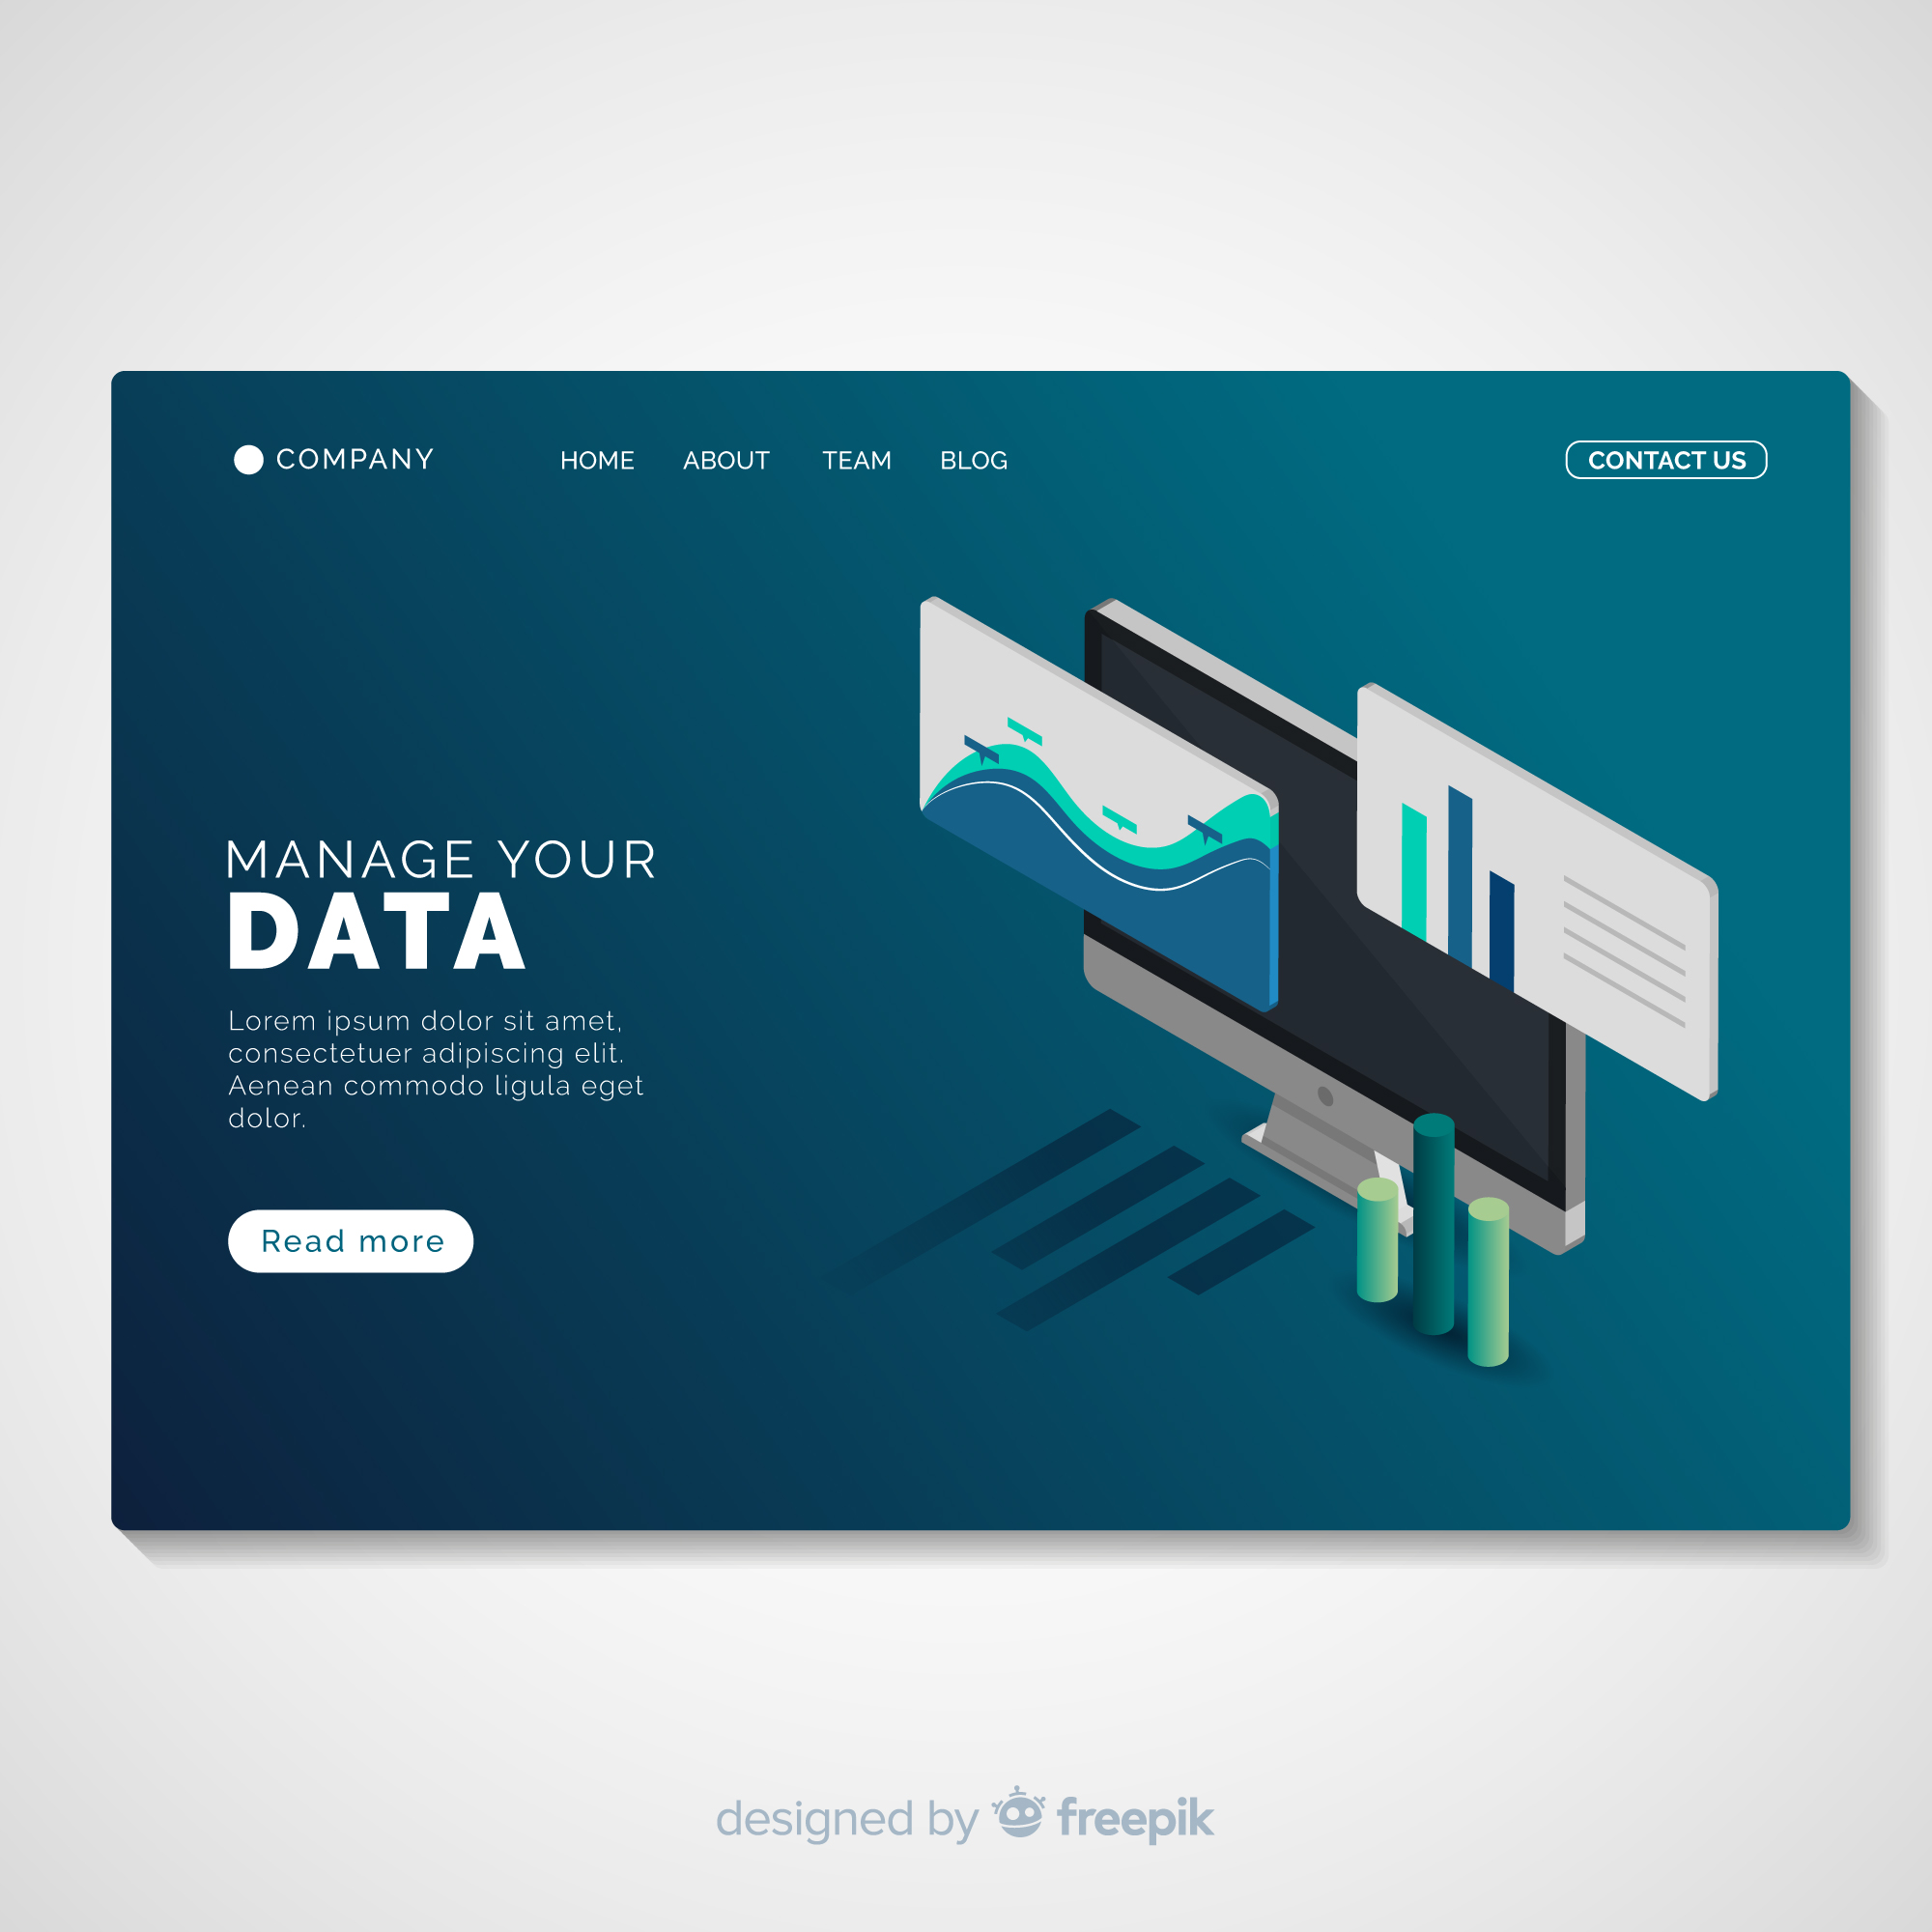 COMPANY HOME ABOUT TEAM BLOG CONTACT US
MANAGE YOUR
DATA
Lorem ipsum dolor sit amet,
consectetuer adipiscing elit.
Aenean commodo ligula eget
dolor.
Read more
designed by freepik